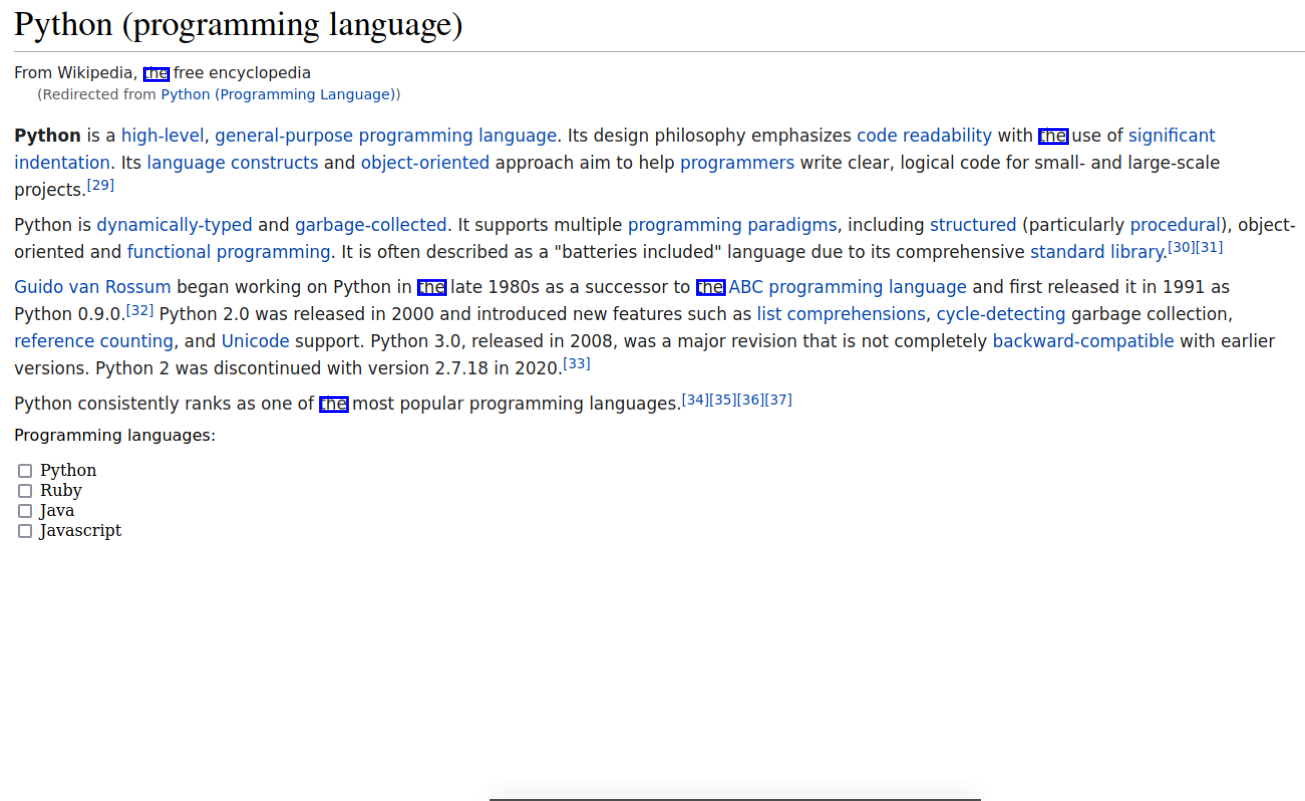 Python (programming language)
From Wikipedia, the free encyclopedia
(Redirected from Python (Programming Language))
Python is a high-level, general-purpose programming language. Its design philosophy emphasizes code readability with the use of significant
indentation. Its language constructs and object-oriented approach aim to help programmers write clear, logical code for small- and large-scale
projects.[29]
Python is dynamically-typed and garbage-collected. It supports multiple programming paradigms, including structured (particularly procedural), object-
oriented and functional programming. It is often described as a "batteries included" language due to its comprehensive standard library.[30][31]
Guido van Rossum began working on Python in the late 1980s as a successor to the ABC programming language and first released it in 1991 as
Python 0.9.0.[32] Python 2.0 was released in 2000 and introduced new features such as list comprehensions, cycle-detecting garbage collection,
reference counting, and Unicode support. Python 3.0, released in 2008, was a major revision that is not completely backward-compatible with earlier
versions. Python 2 was discontinued with version 2.7.18 in 2020.[33]
Python consistently ranks as one of the most popular programming languages.[34][35][36][37]
Programming languages:
Python
Ruby
Java
Javascript